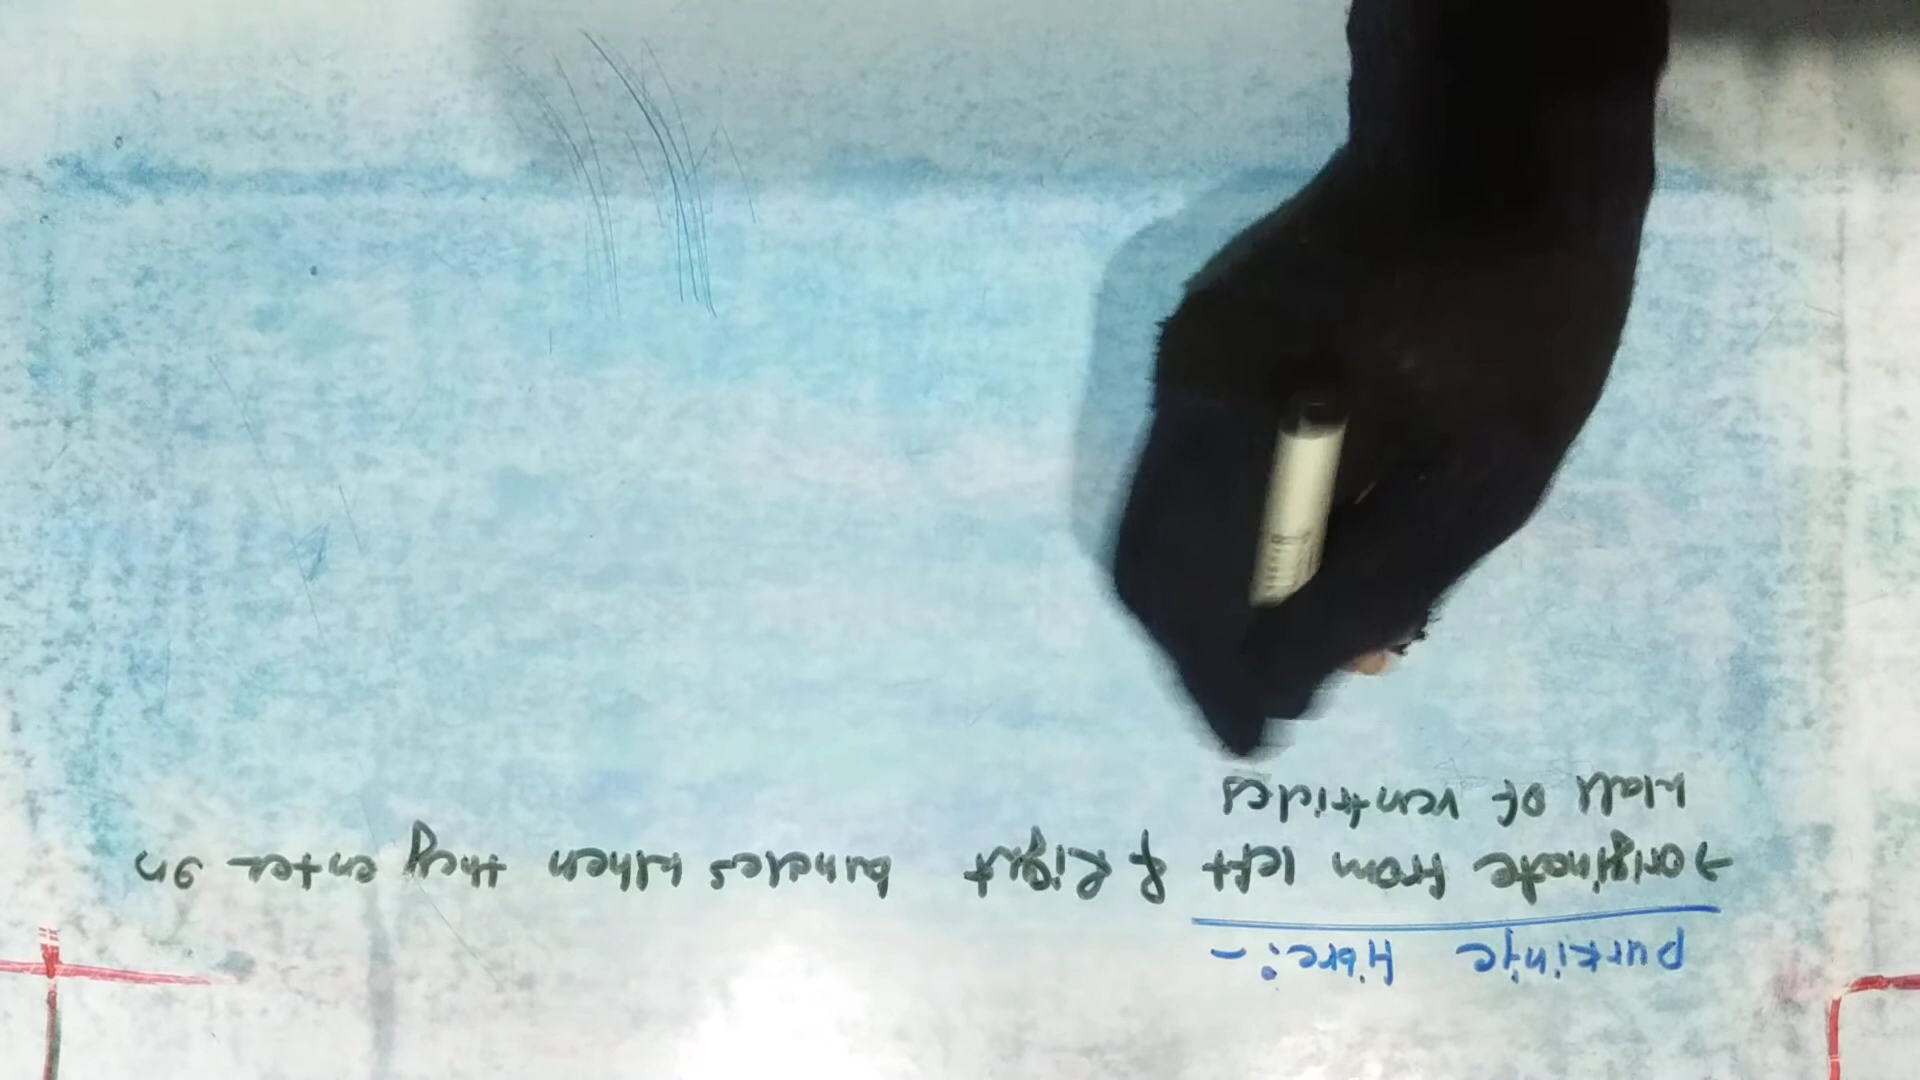 Purkinje Fibre:-
→originate from left & Right bundles when they enter in
Wall of ventricles